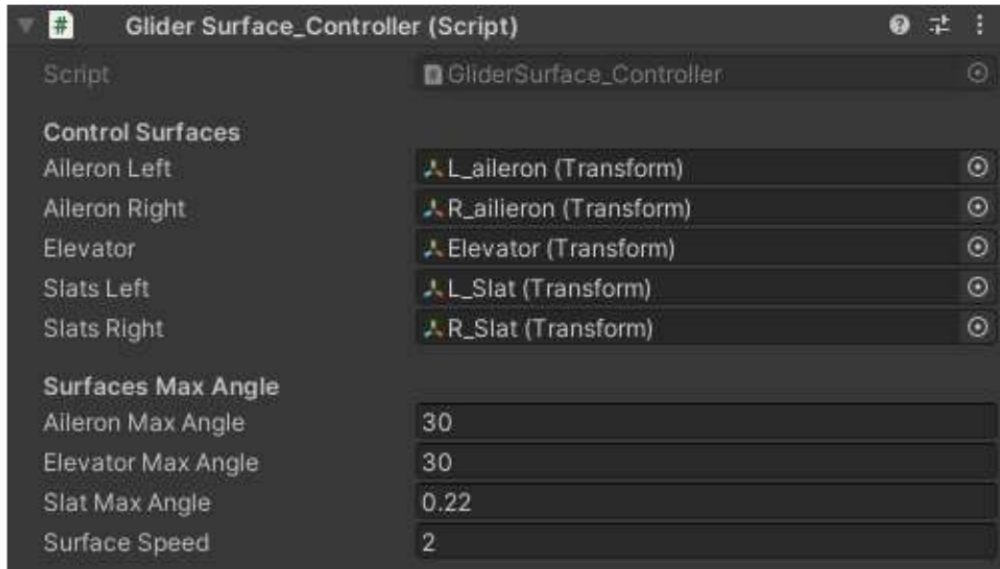 # Glider Surface_Controller (Script)
Script # GliderSurface_Controller
Control Surfaces
Aileron Left L_aileron (Transform)
Aileron Right R_ailieron (Transform)
Elevator Elevator (Transform)
Slats Left L_Slat (Transform)
Slats Right R_Slat (Transform)
Surfaces Max Angle
Aileron Max Angle 30
Elevator Max Angle 30
Slat Max Angle 0.22
Surface Speed 2